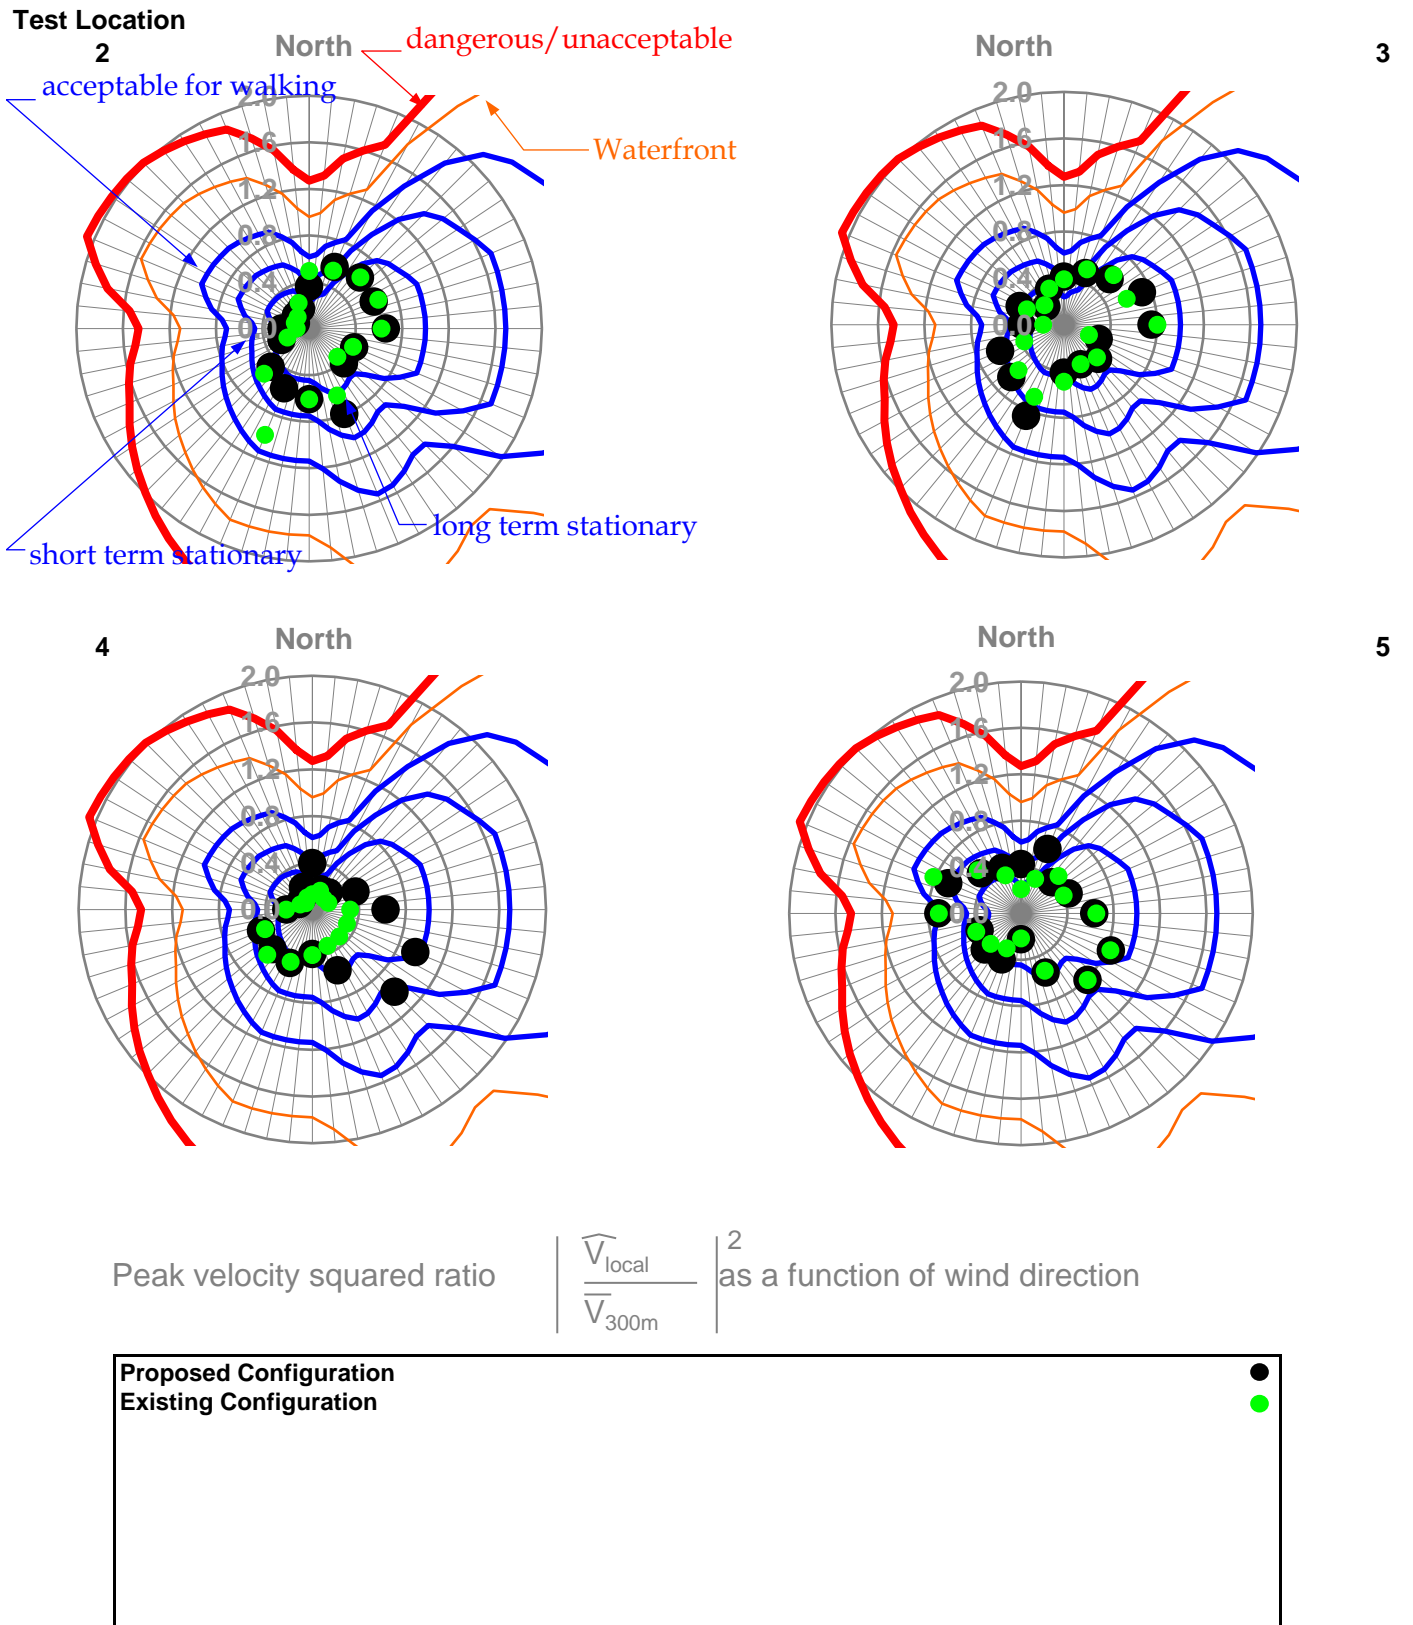 Test Location
2
North
dangerous/unacceptable
3
North
acceptable for walking
Waterfront
2.0
1.6
1.2
0.8
0.4
0.0
2.0
1.6
1.2
0.8
0.4
0.0
long term stationary
short term stationary
4
North
5
North
2.0
1.6
1.2
0.8
0.4
0.0
2.0
1.6
1.2
0.8
0.4
0.0
Peak velocity squared ratio | V̂local / V̅300m |2 as a function of wind direction
Proposed Configuration
Existing Configuration